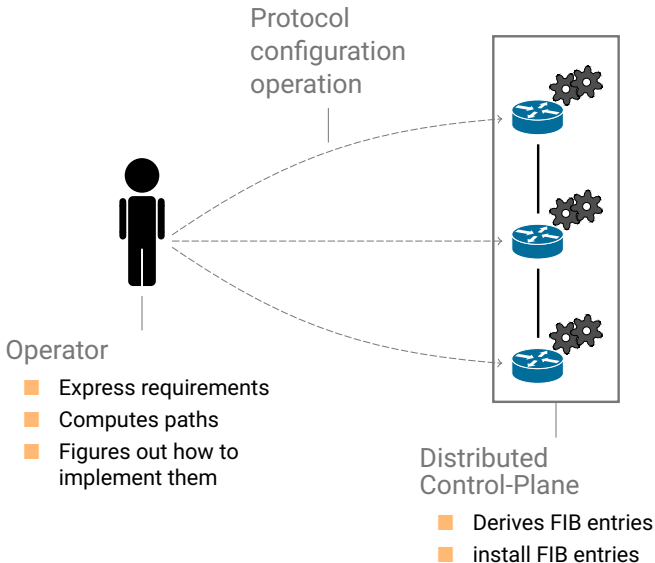 Protocol
configuration
operation
Operator
Express requirements
Computes paths
Figures out how to
implement them
Distributed
Control-Plane
Derives FIB entries
install FIB entries